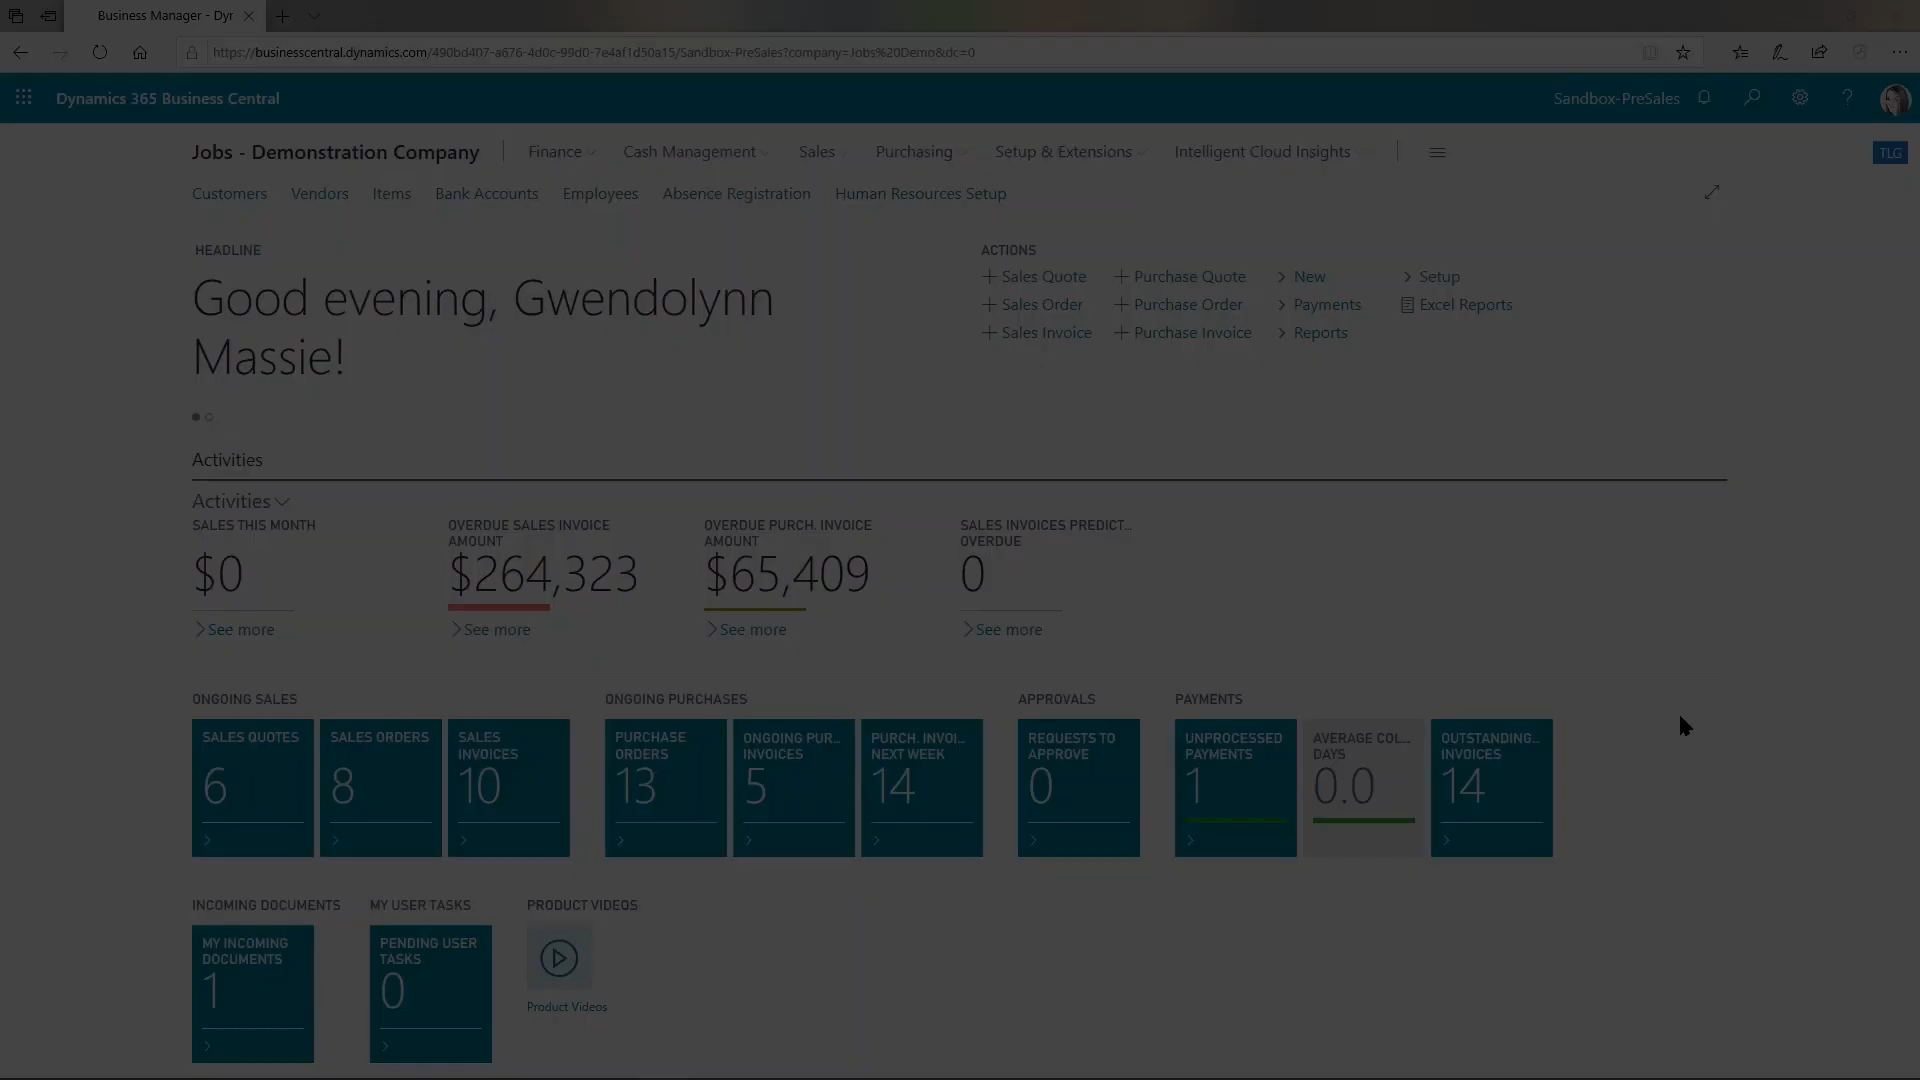 Business Manager - Dyr
https://businesscentral.dynamics.com/490bd407-a676-4d0c-99d0-7e4af1d50a15/Sandbox-PreSales?company=Jobs%20Demo&dc=0
Dynamics 365 Business Central
Sandbox-PreSales
?
Jobs - Demonstration Company
Finance
Cash Management
Sales
Purchasing
Setup & Extensions
Intelligent Cloud Insights
TLG
Customers
Vendors
Items
Bank Accounts
Employees
Absence Registration
Human Resources Setup
HEADLINE
Good evening, Gwendolynn
Massie!
ACTIONS
+ Sales Quote
+ Purchase Quote
> New
> Setup
+ Sales Order
+ Purchase Order
> Payments
Excel Reports
+ Sales Invoice
+ Purchase Invoice
> Reports
Activities
Activities
SALES THIS MONTH
$0
>See more
OVERDUE SALES INVOICE
AMOUNT
$264,323
>See more
OVERDUE PURCH. INVOICE
AMOUNT
$65,409
>See more
SALES INVOICES PREDICT...
OVERDUE
0
>See more
ONGOING SALES
SALES QUOTES
6
SALES ORDERS
8
SALES
INVOICES
10
ONGOING PURCHASES
PURCHASE
ORDERS
13
ONGOING PUR...
INVOICES
5
PURCH. INVOI...
NEXT WEEK
14
APPROVALS
REQUESTS TO
APPROVE
0
PAYMENTS
UNPROCESSED
PAYMENTS
1
AVERAGE COL...
DAYS
0.0
OUTSTANDING...
INVOICES
14
INCOMING DOCUMENTS
MY INCOMING
DOCUMENTS
1
MY USER TASKS
PENDING USER
TASKS
0
PRODUCT VIDEOS
Product Videos